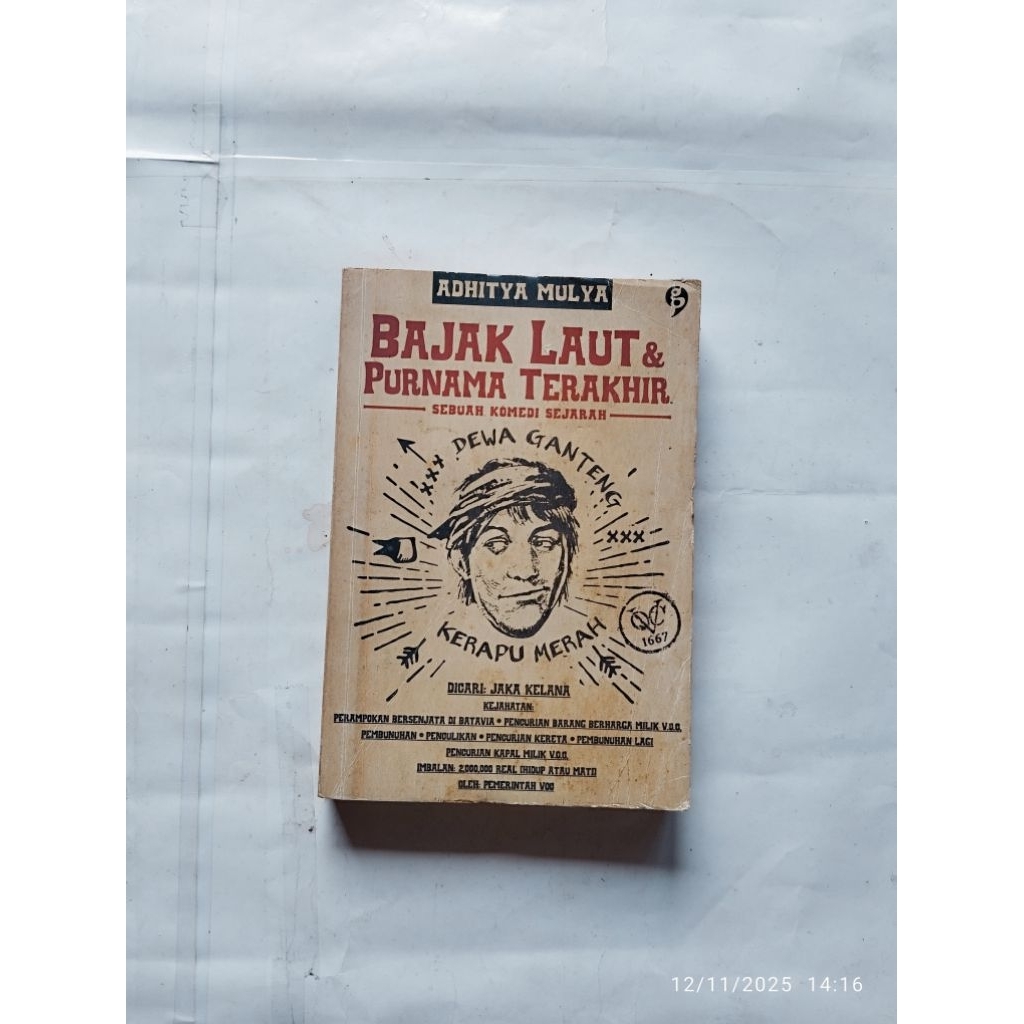 ADHITYA MULYA
g
BAJAK LAUT &
PURNAMA TERAKHIR
SEBUAH KOMEDI SEJARAH
DEWA GANTENG
xxx
xxx
KERAPU MERAH
VOC
1667
DICARI: JAKA KELANA
KEJAHATAN:
PERAMPOKAN BERSENJATA DI BATAVIA • PENCURIAN BARANG BERHARGA MILIK V.O.C.
PEMBUNUHAN • PENCULIKAN • PENCURIAN KERETA • PEMBUNUHAN LAGI
PENCURIAN KAPAL MILIK V.O.C.
IMBALAN: 2,000,000 REAL (HIDUP ATAU MATI)
OLEH: PEMERINTAH VOC
12/11/2025 14:16